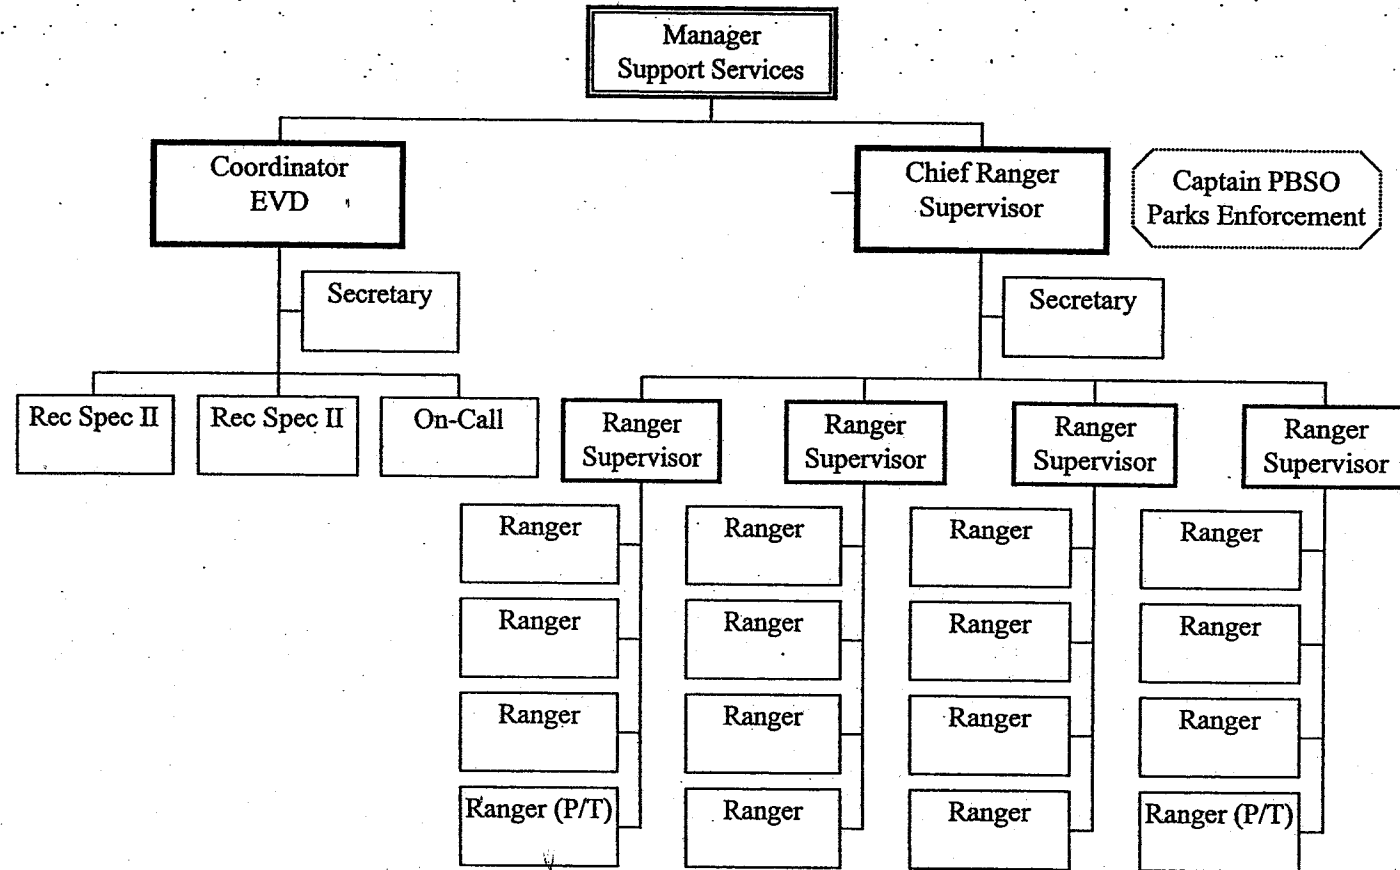 Manager
Support Services
Coordinator
EVD
Chief Ranger
Supervisor
Captain PBSO
Parks Enforcement
Secretary
Secretary
Rec Spec II
Rec Spec II
On-Call
Ranger
Supervisor
Ranger
Supervisor
Ranger
Supervisor
Ranger
Supervisor
Ranger
Ranger
Ranger
Ranger
Ranger
Ranger
Ranger
Ranger
Ranger
Ranger
Ranger
Ranger
Ranger (P/T)
Ranger
Ranger
Ranger (P/T)